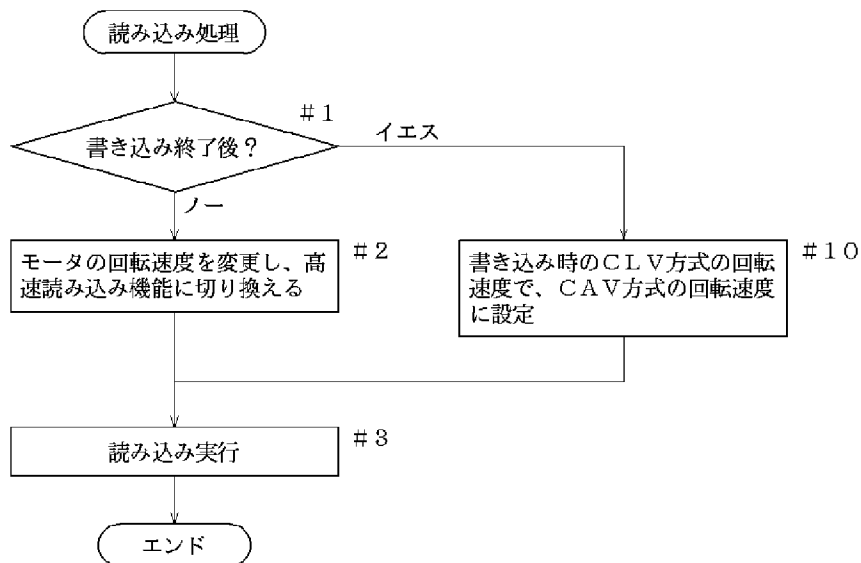 読み込み処理
#1
書き込み終了後?
イエス
ノー
モータの回転速度を変更し、高
速読み込み機能に切り換える
#2
書き込み時のCLV方式の回転
速度で、CAV方式の回転速度
に設定
#10
読み込み実行
#3
エンド